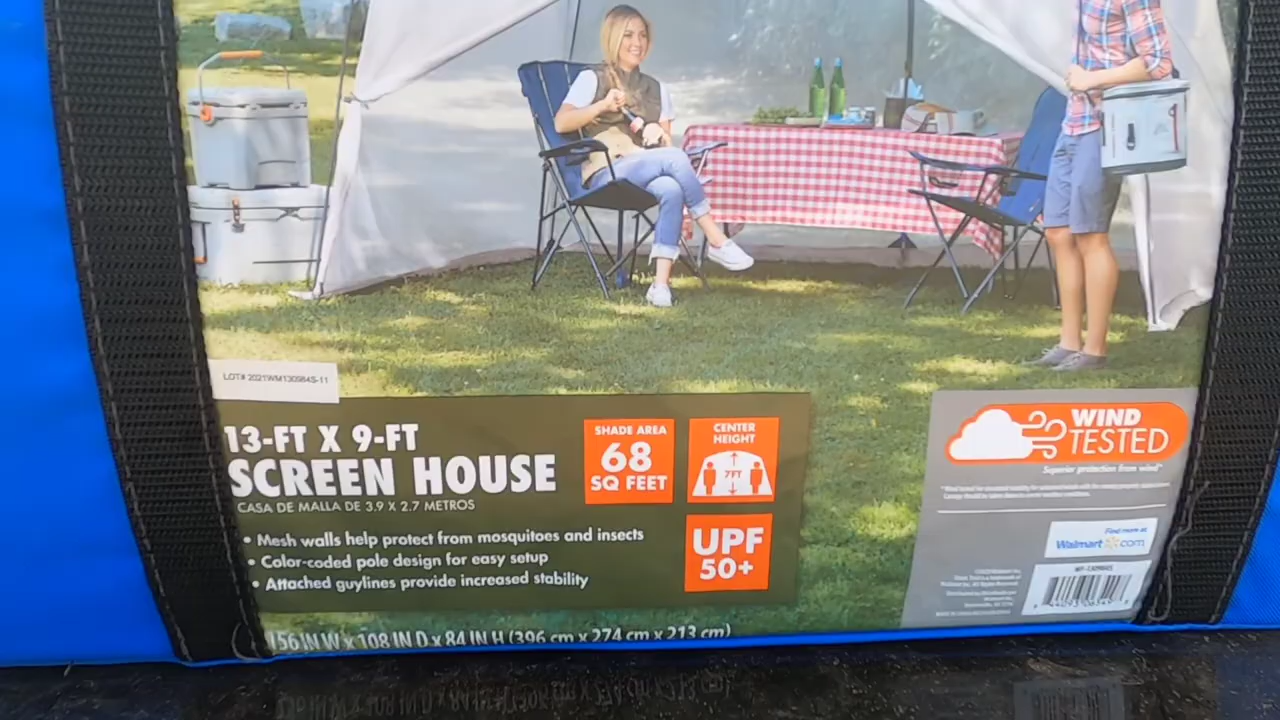 LOT# 2021WM130984S-11
13-FT X 9-FT
SCREEN HOUSE
CASA DE MALLA DE 3.9 X 2.7 METROS
• Mesh walls help protect from mosquitoes and insects
• Color-coded pole design for easy setup
• Attached guylines provide increased stability
SHADE AREA
68
SQ FEET
CENTER
HEIGHT
7FT
UPF
50+
156 IN W x 108 IN D x 84 IN H (396 cm x 274 cm x 213 cm)
WIND
TESTED
Superior protection from wind*
Find more at
Walmart.com
WF-130984S